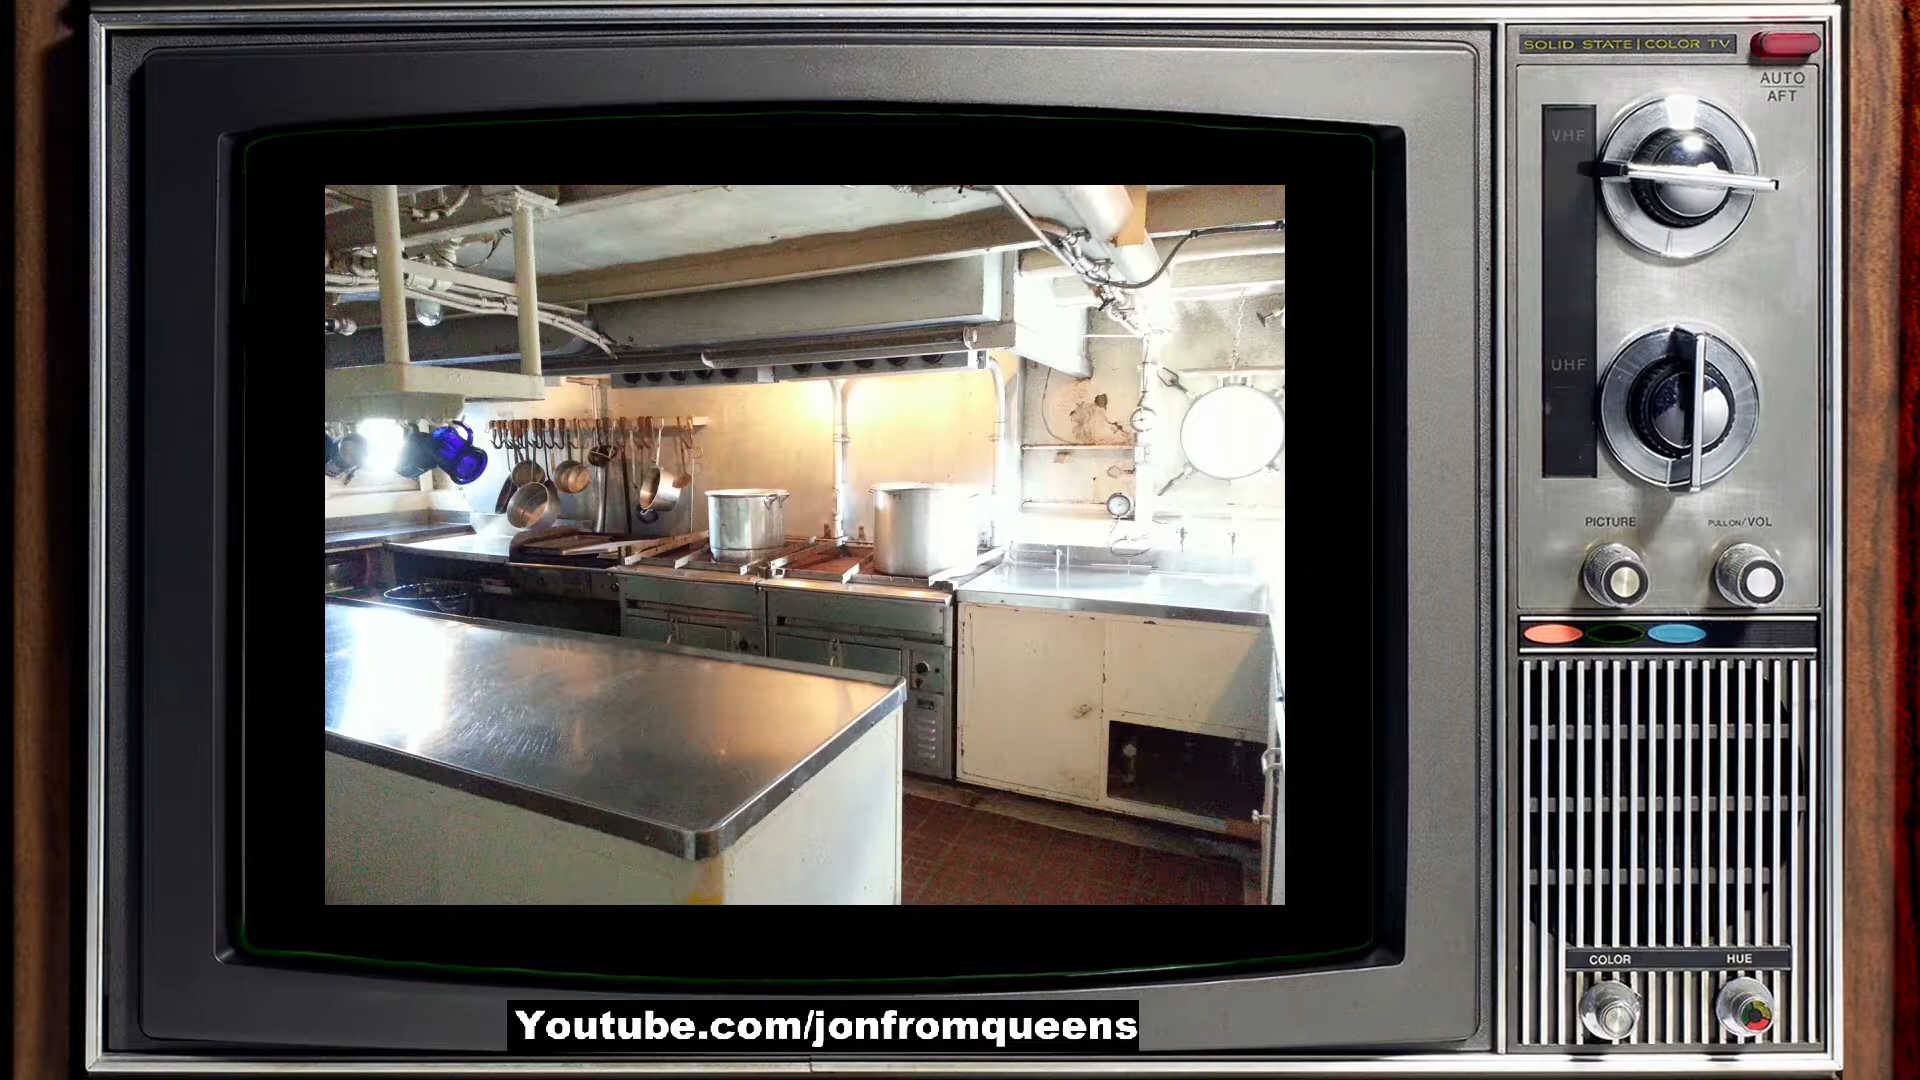 SOLID STATE | COLOR TV
AUTO
AFT
VHF
UHF
PICTURE
PULL ON/VOL
COLOR
HUE
Youtube.com/jonfromqueens